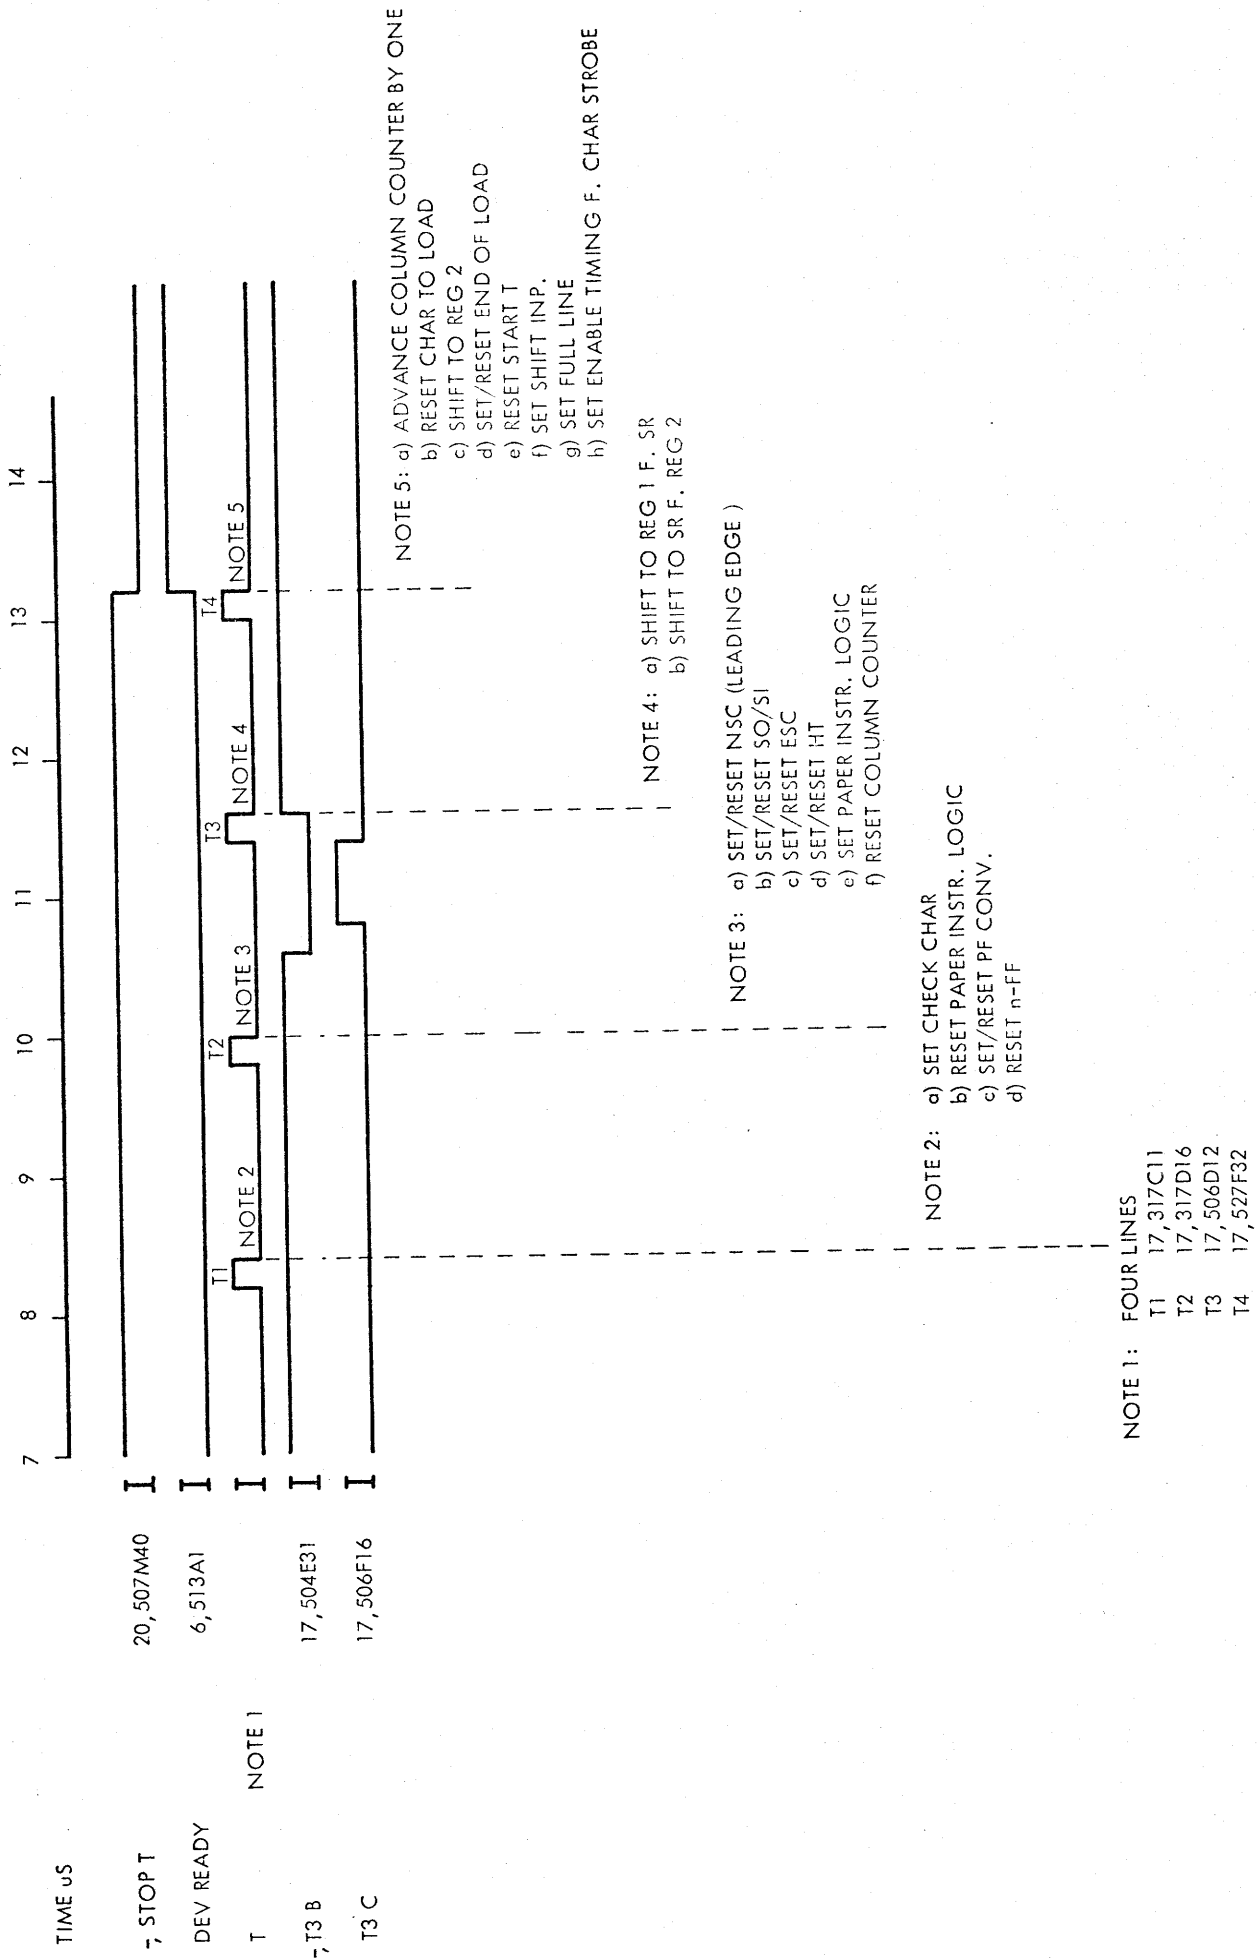 TIME uS
7 8 9 10 11 12 13 14
¬, STOP T 20,507M40
DEV READY 6,513A1
T NOTE 1
T1 NOTE 2 T2 NOTE 3 T3 NOTE 4 T4 NOTE 5
¬,T3 B 17,504E31
T3 C 17,506F16
NOTE 5: a) ADVANCE COLUMN COUNTER BY ONE
b) RESET CHAR TO LOAD
c) SHIFT TO REG 2
d) SET/RESET END OF LOAD
e) RESET START T
f) SET SHIFT INP.
g) SET FULL LINE
h) SET ENABLE TIMING F. CHAR STROBE
NOTE 4: a) SHIFT TO REG 1 F. SR
b) SHIFT TO SR F. REG 2
NOTE 3: a) SET/RESET NSC (LEADING EDGE )
b) SET/RESET SO/SI
c) SET/RESET ESC
d) SET/RESET HT
e) SET PAPER INSTR. LOGIC
f) RESET COLUMN COUNTER
NOTE 2: a) SET CHECK CHAR
b) RESET PAPER INSTR. LOGIC
c) SET/RESET PF CONV.
d) RESET n-FF
NOTE 1: FOUR LINES
T1 17,317C11
T2 17,317D16
T3 17,506D12
T4 17,527F32